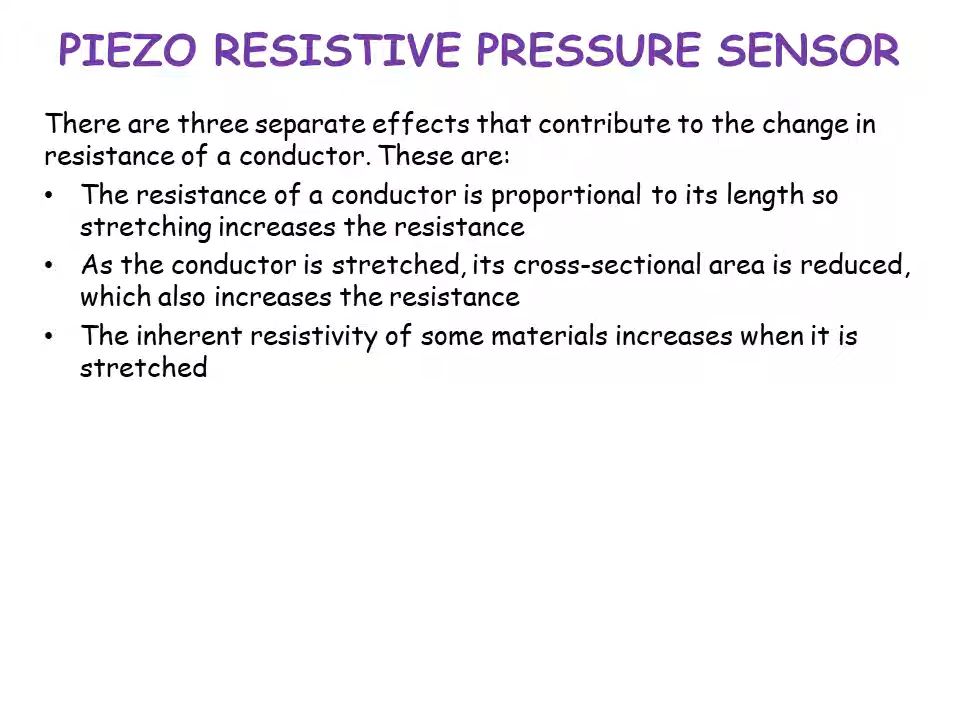 PIEZO RESISTIVE PRESSURE SENSOR
There are three separate effects that contribute to the change in
resistance of a conductor. These are:
• The resistance of a conductor is proportional to its length so
stretching increases the resistance
• As the conductor is stretched, its cross-sectional area is reduced,
which also increases the resistance
• The inherent resistivity of some materials increases when it is
stretched